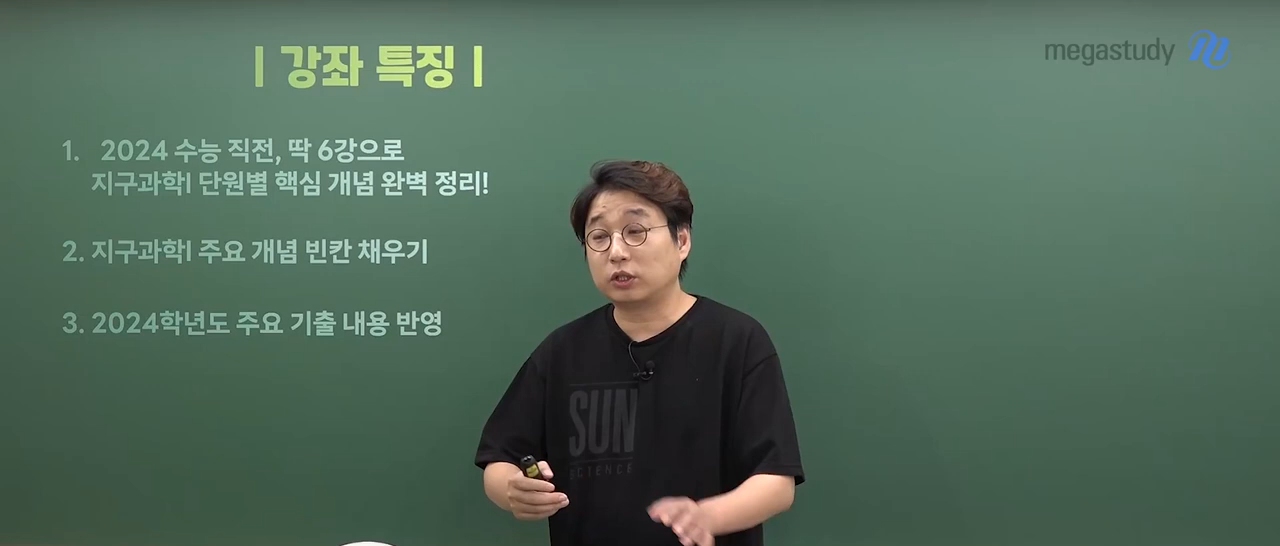 | 강좌 특징 |
megastudy
1. 2024 수능 직전, 딱 6강으로
지구과학I 단원별 핵심 개념 완벽 정리!
2. 지구과학I 주요 개념 빈칸 채우기
3. 2024학년도 주요 기출 내용 반영
SUN
SCIENCE